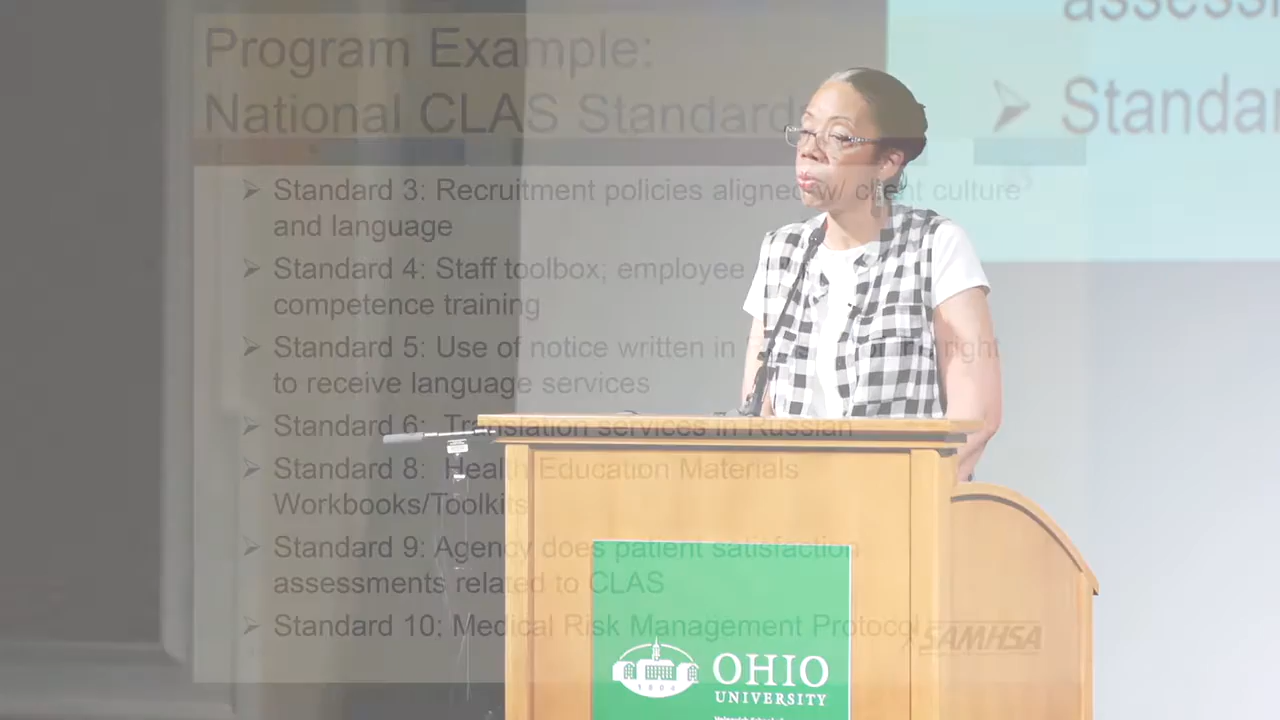 Program Example:
National CLAS Standards
assessm
Standar
Standard 3: Recruitment policies aligned w/ client culture
and language
Standard 4: Staff toolbox; employee
competence training
Standard 5: Use of notice written in right
to receive language services
Standard 6: Translation services in Russian
Standard 8: Health Education Materials
Workbooks/Toolkits
Standard 9: Agency does patient satisfaction
assessments related to CLAS
Standard 10: Medical Risk Management Protocol
SAMHSA
1804
OHIO
UNIVERSITY